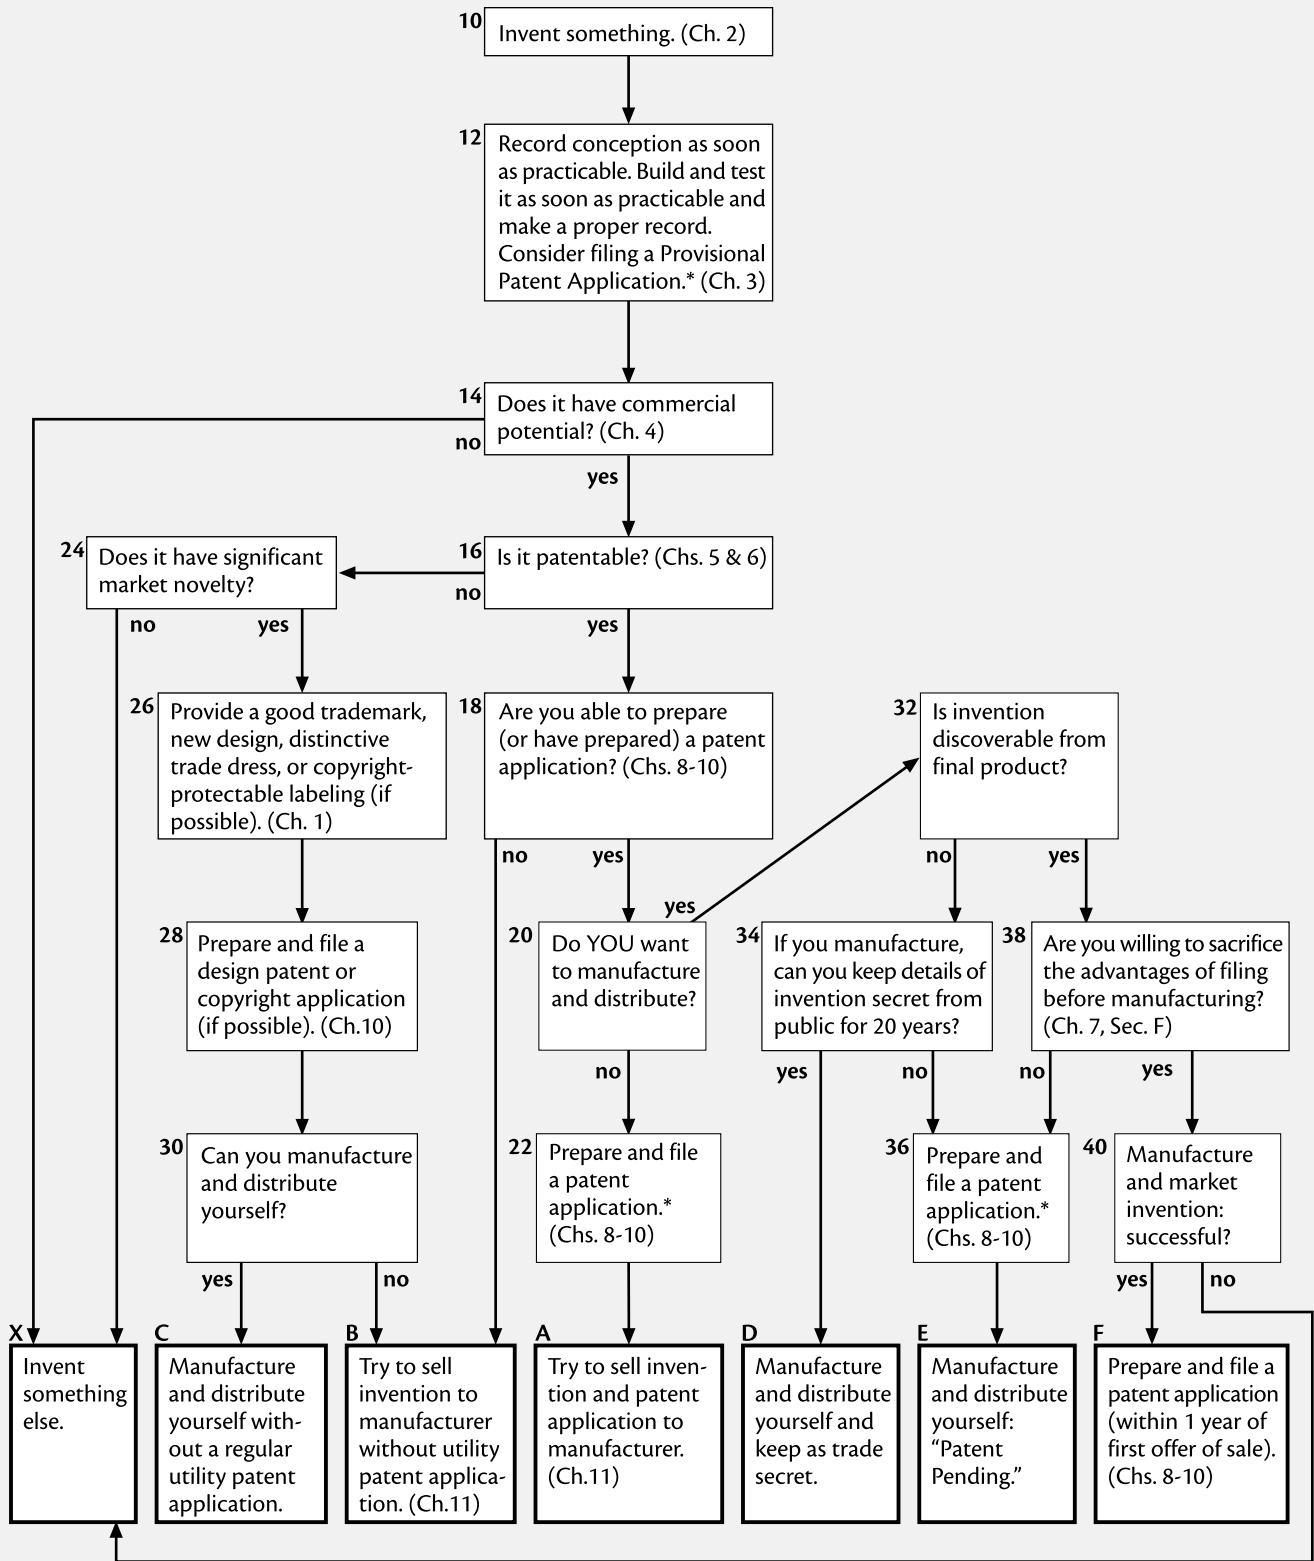 10
Invent something. (Ch. 2)
12
Record conception as soon
as practicable. Build and test
it as soon as practicable and
make a proper record.
Consider filing a Provisional
Patent Application.* (Ch. 3)
14
Does it have commercial
potential? (Ch. 4)
no
yes
24
Does it have significant
market novelty?
16
Is it patentable? (Chs. 5 & 6)
no
no
yes
yes
26
Provide a good trademark,
new design, distinctive
trade dress, or copyright-
protectable labeling (if
possible). (Ch. 1)
18
Are you able to prepare
(or have prepared) a patent
application? (Chs. 8-10)
32
Is invention
discoverable from
final product?
no
yes
yes
no
yes
28
Prepare and file a
design patent or
copyright application
(if possible). (Ch.10)
20
Do YOU want
to manufacture
and distribute?
34
If you manufacture,
can you keep details of
invention secret from
public for 20 years?
38
Are you willing to sacrifice
the advantages of filing
before manufacturing?
(Ch. 7, Sec. F)
no
yes
no
no
yes
30
Can you manufacture
and distribute
yourself?
22
Prepare and file
a patent
application.*
(Chs. 8-10)
36
Prepare and
file a patent
application.*
(Chs. 8-10)
40
Manufacture
and market
invention:
successful?
yes
no
yes
no
X
Invent
something
else.
C
Manufacture
and distribute
yourself with-
out a regular
utility patent
application.
B
Try to sell
invention to
manufacturer
without utility
patent applica-
tion. (Ch.11)
A
Try to sell inven-
tion and patent
application to
manufacturer.
(Ch.11)
D
Manufacture
and distribute
yourself and
keep as trade
secret.
E
Manufacture
and distribute
yourself:
“Patent
Pending.”
F
Prepare and file a
patent application
(within 1 year of
first offer of sale).
(Chs. 8-10)